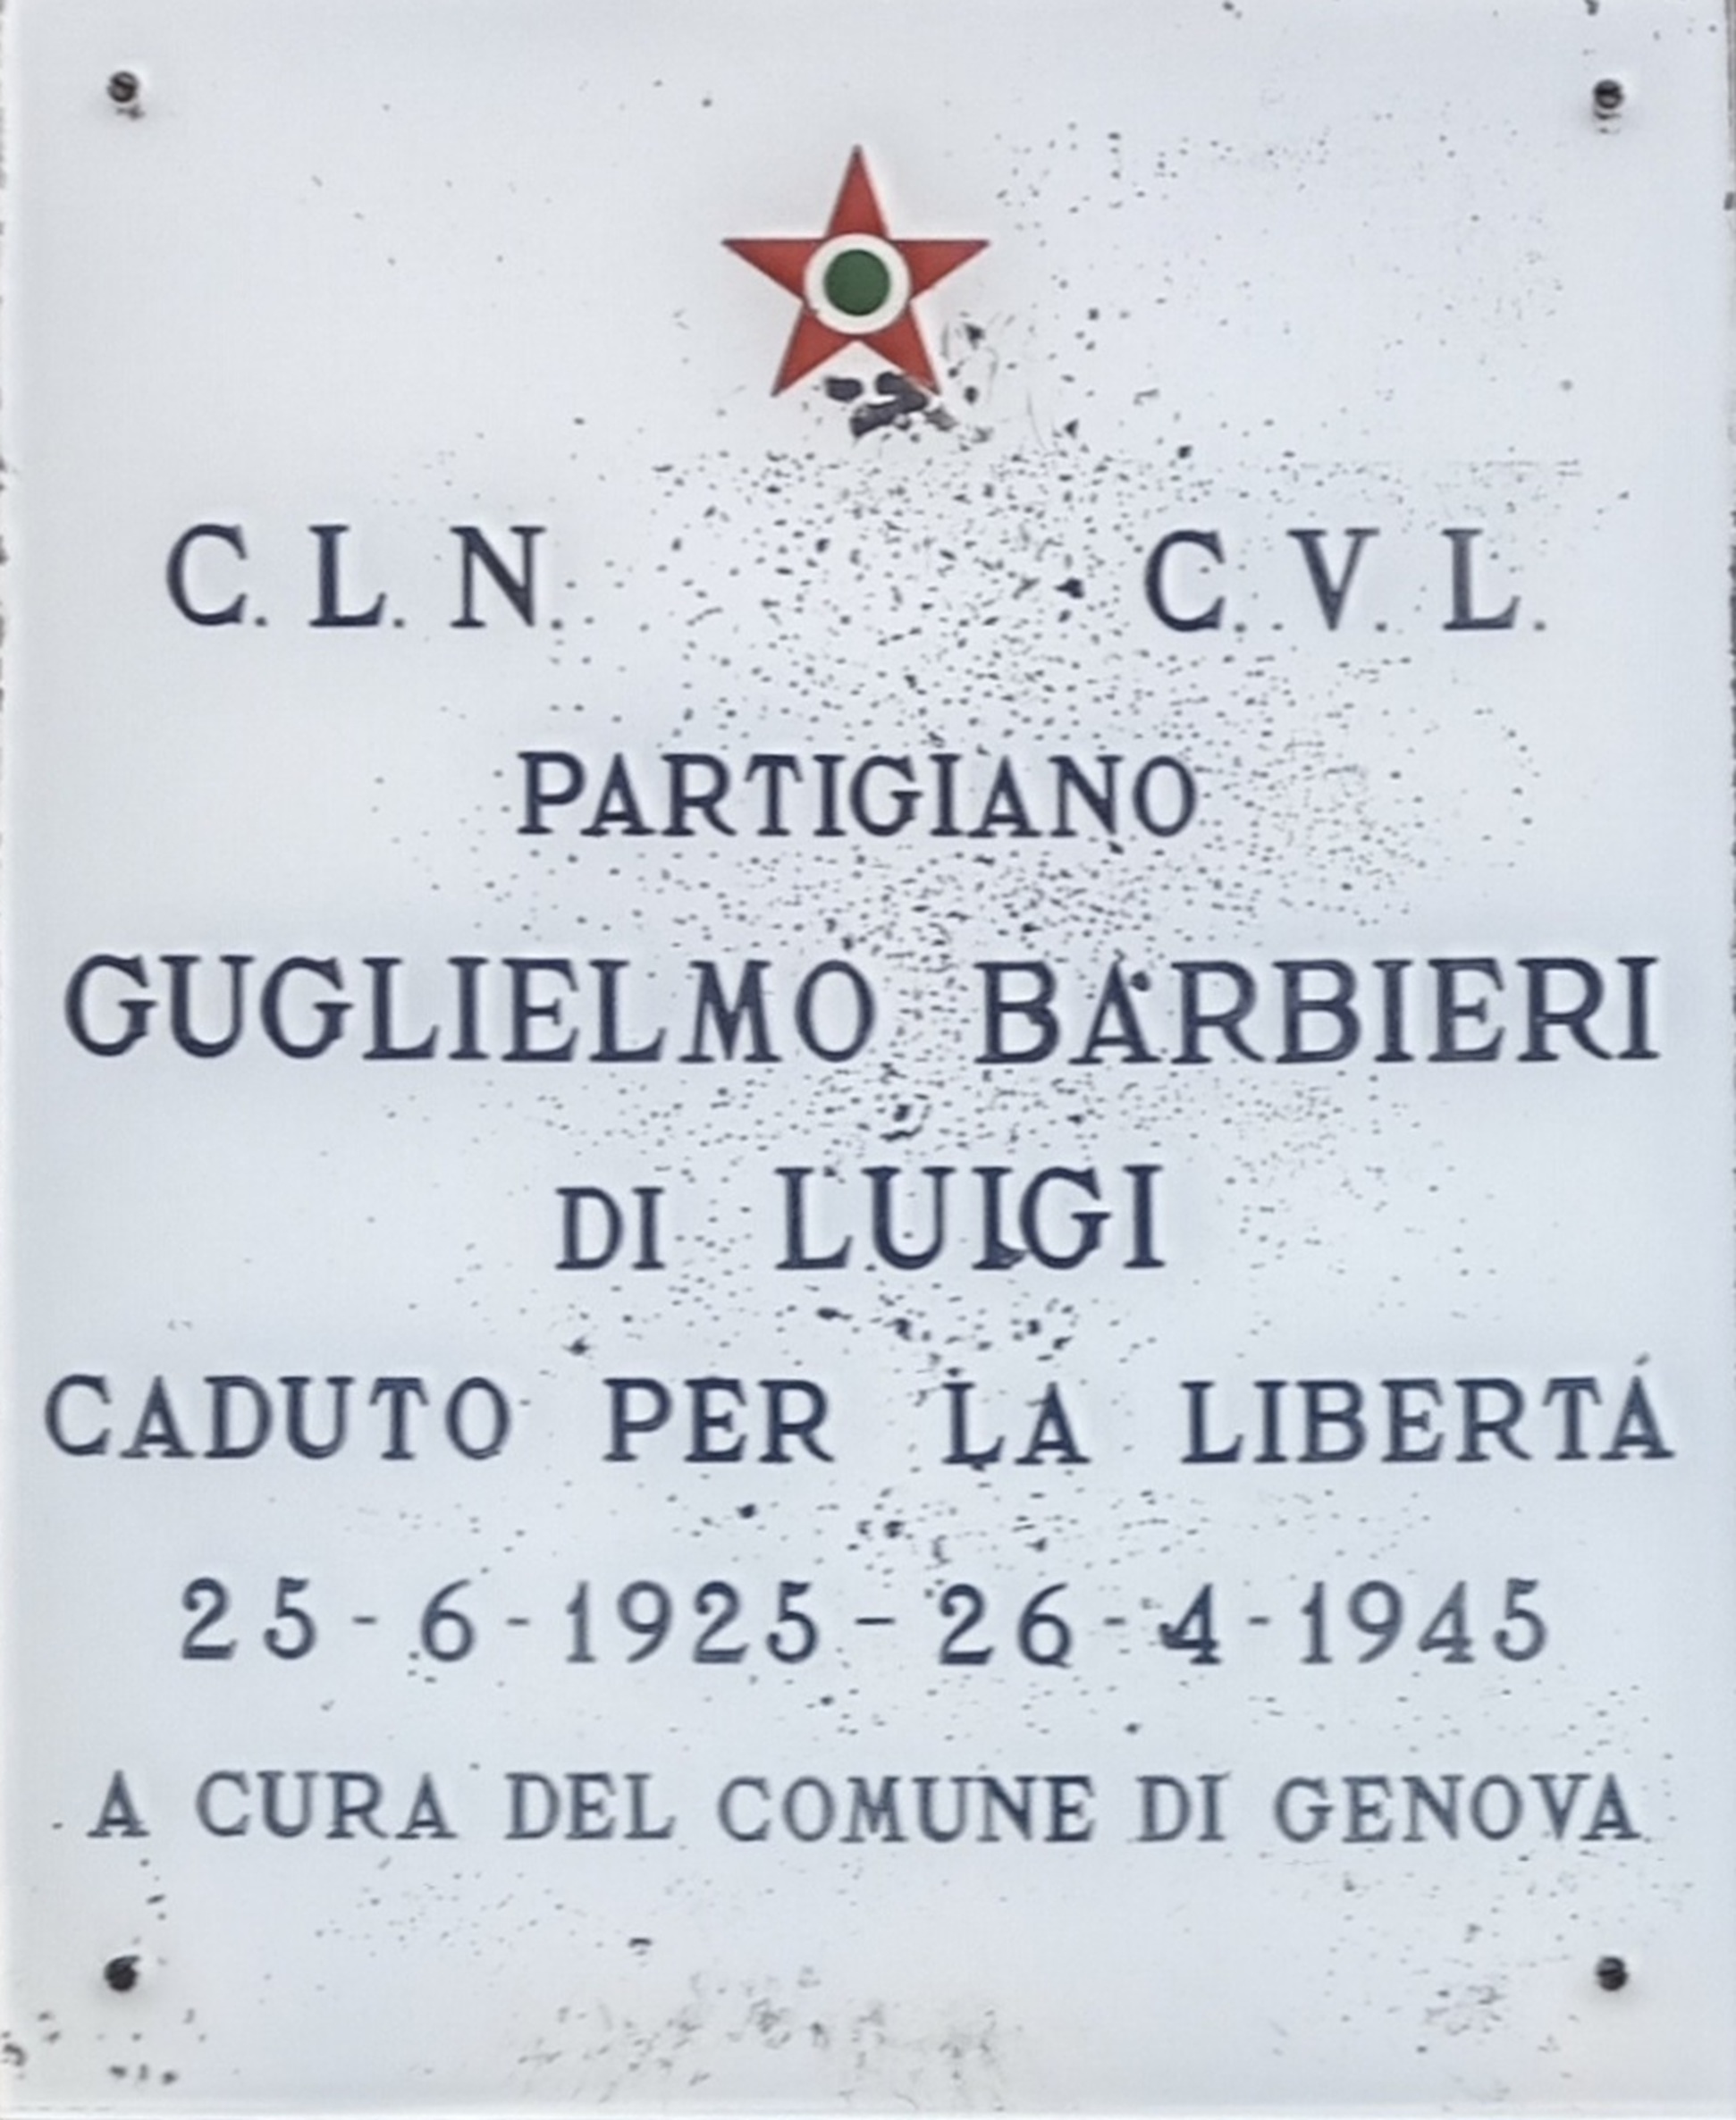 C. L. N. C. V. L.
PARTIGIANO
GUGLIELMO BARBIERI
DI LUIGI
CADUTO PER LA LIBERTÁ
25-6-1925-26-4-1945
A CURA DEL COMUNE DI GENOVA